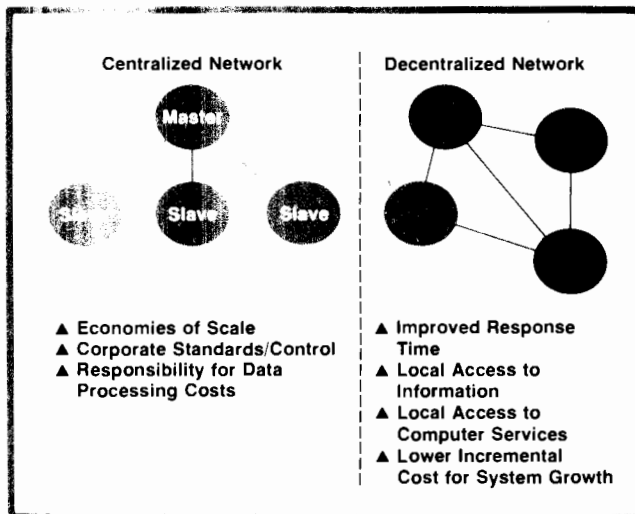 Centralized Network
Master
Slave
Slave
▲ Economies of Scale
▲ Corporate Standards/Control
▲ Responsibility for Data
Processing Costs
Decentralized Network
▲ Improved Response
Time
▲ Local Access to
Information
▲ Local Access to
Computer Services
▲ Lower Incremental
Cost for System Growth